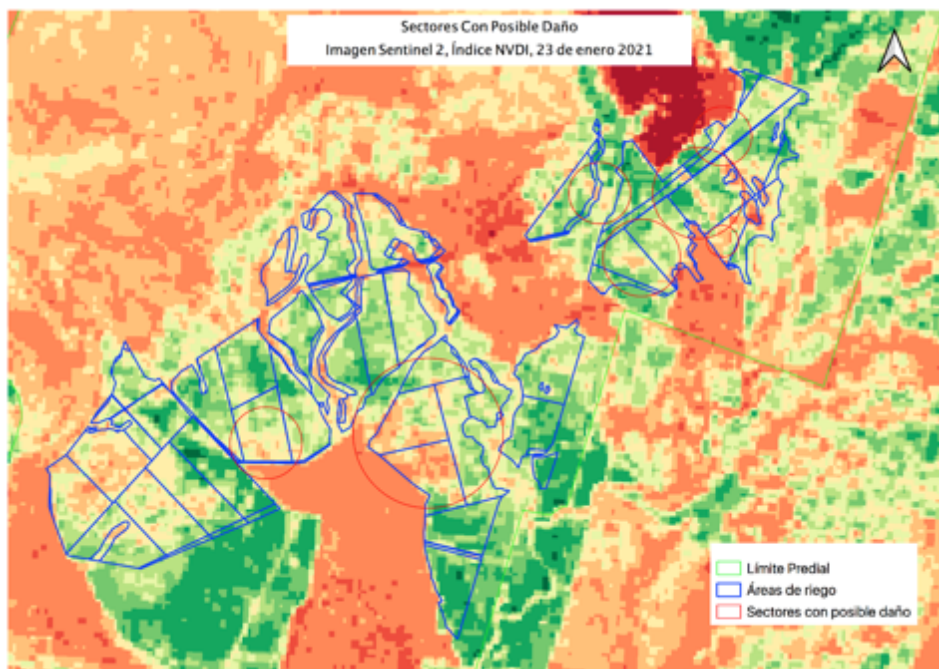 Sectores Con Posible Daño
Imagen Sentinel 2, Índice NVDI, 23 de enero 2021
Límite Predial
Áreas de riego
Sectores con posible daño